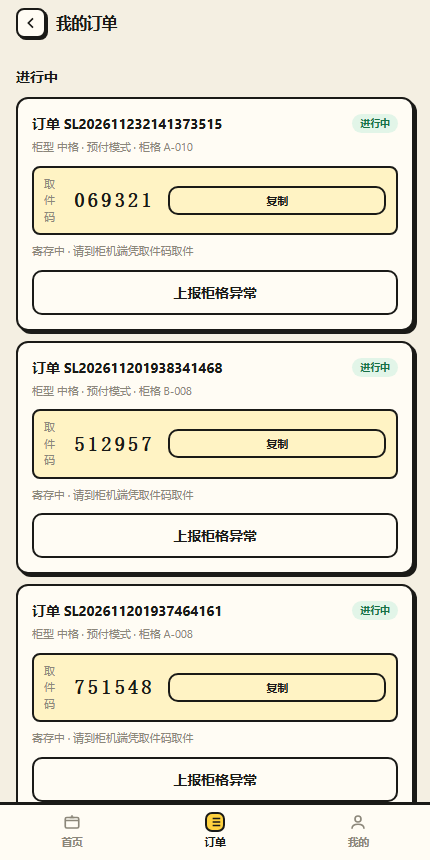 我的订单
进行中
订单 SL202611232141373515
进行中
柜型 中格 · 预付模式 · 柜格 A-010
取件码
069321
复制
寄存中 · 请到柜机端凭取件码取件
上报柜格异常
订单 SL202611201938341468
进行中
柜型 中格 · 预付模式 · 柜格 B-008
取件码
512957
复制
寄存中 · 请到柜机端凭取件码取件
上报柜格异常
订单 SL202611201937464161
进行中
柜型 中格 · 预付模式 · 柜格 A-008
取件码
751548
复制
寄存中 · 请到柜机端凭取件码取件
上报柜格异常
首页
订单
我的